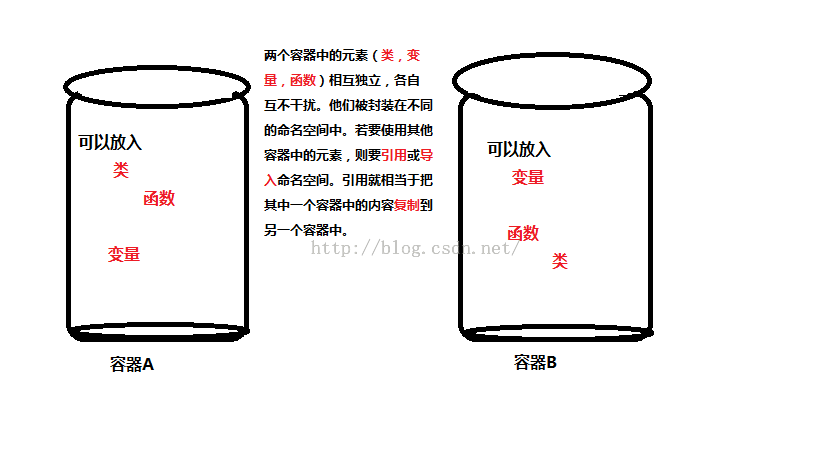 两个容器中的元素（类，变
量，函数）相互独立，各自
互不干扰。他们被封装在不同
的命名空间中。若要使用其他
容器中的元素，则要引用或导
入命名空间。引用就相当于把
其中一个容器中的内容复制到
另一个容器中。
http://blog.csdn.net/
可以放入
类
函数
变量
容器A
可以放入
变量
函数
类
容器B